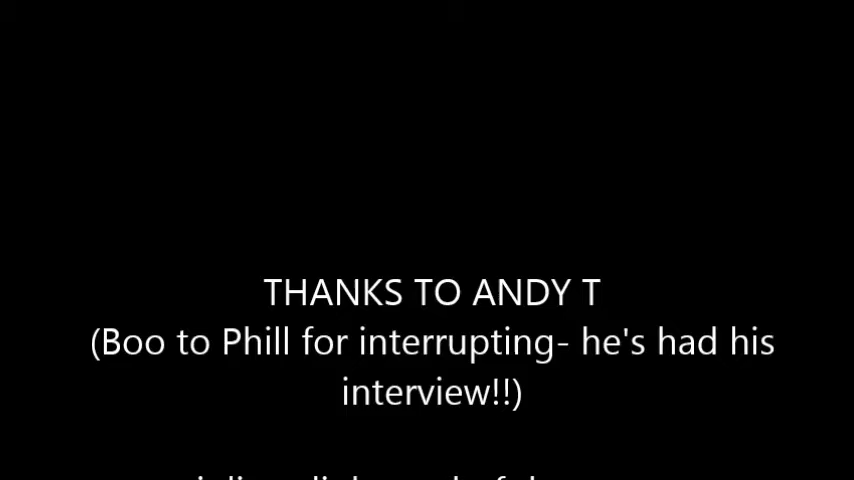 THANKS TO ANDY T
(Boo to Phill for interrupting- he's had his
interview!!)